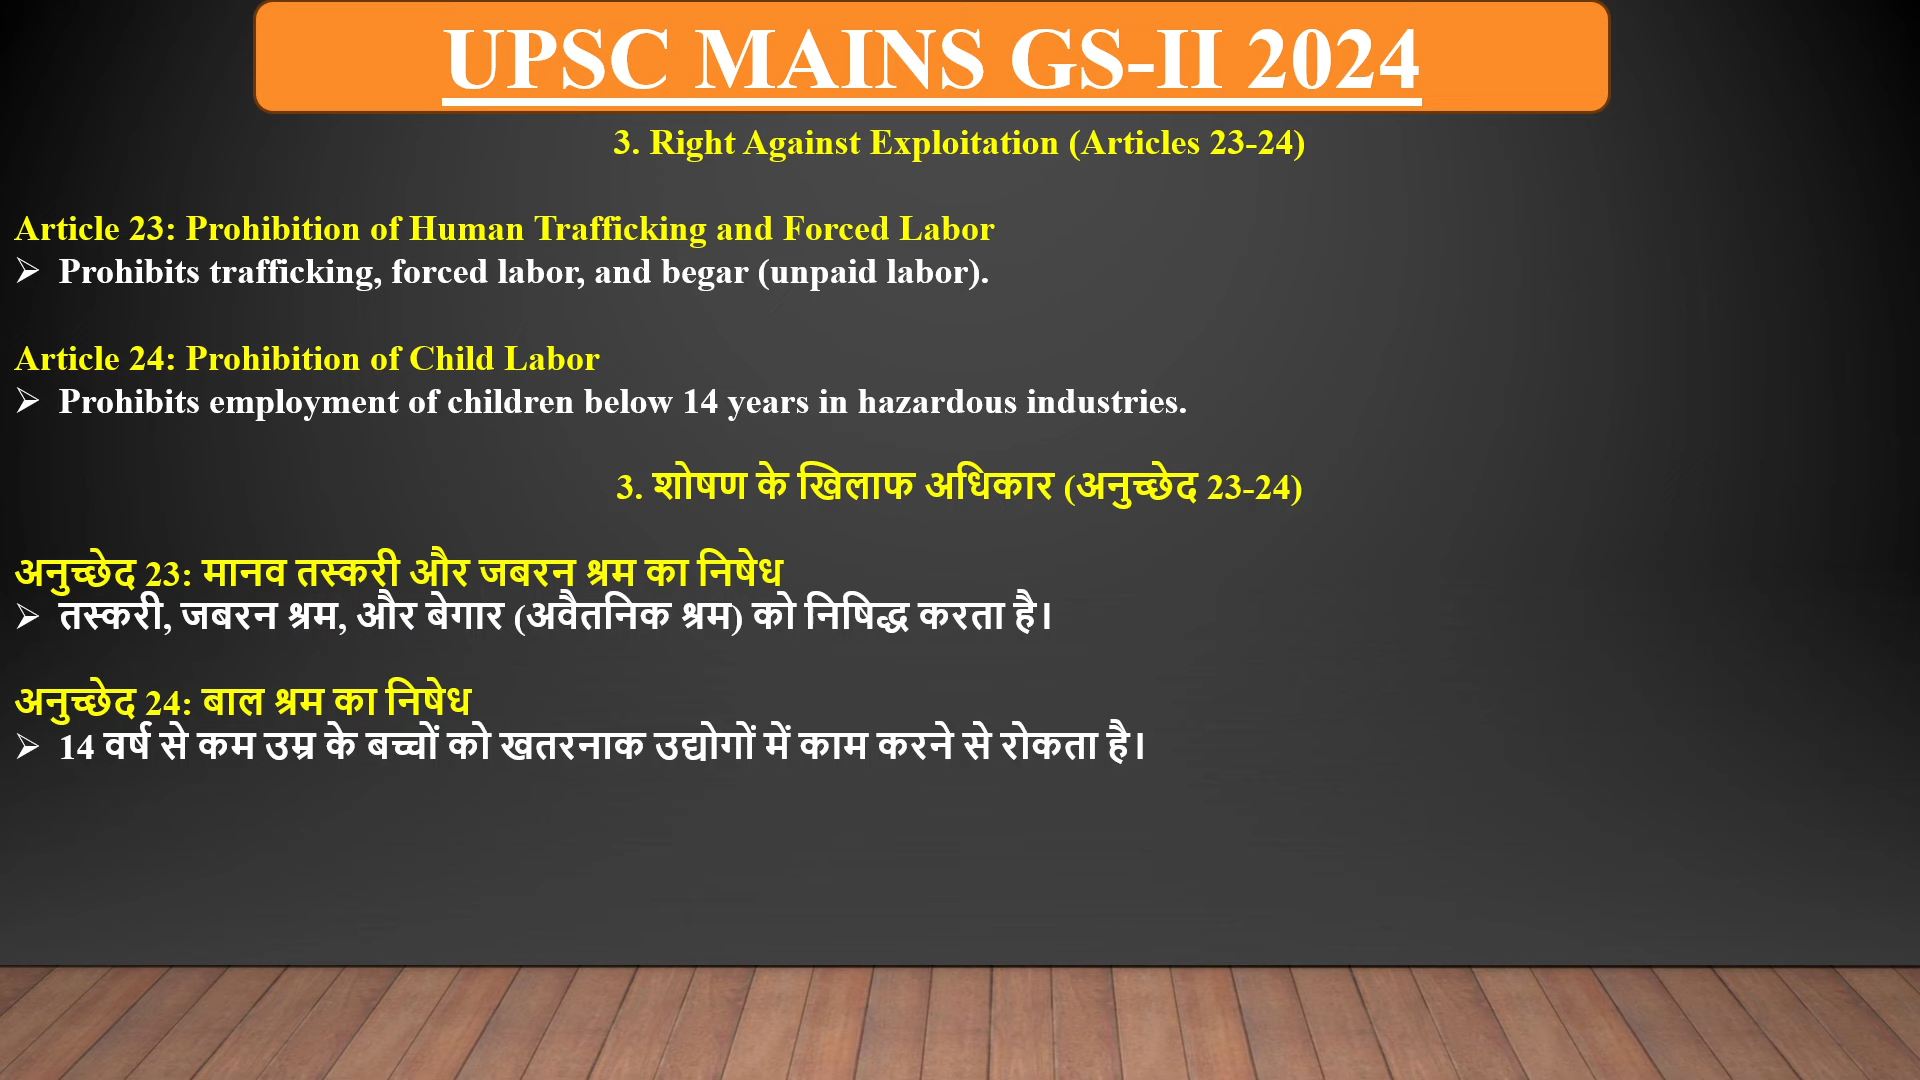 UPSC MAINS GS-II 2024
3. Right Against Exploitation (Articles 23-24)
Article 23: Prohibition of Human Trafficking and Forced Labor
➢ Prohibits trafficking, forced labor, and begar (unpaid labor).
Article 24: Prohibition of Child Labor
➢ Prohibits employment of children below 14 years in hazardous industries.
3. शोषण के खिलाफ अधिकार (अनुच्छेद 23-24)
अनुच्छेद 23: मानव तस्करी और जबरन श्रम का निषेध
➢ तस्करी, जबरन श्रम, और बेगार (अवैतनिक श्रम) को निषिद्ध करता है।
अनुच्छेद 24: बाल श्रम का निषेध
➢ 14 वर्ष से कम उम्र के बच्चों को खतरनाक उद्योगों में काम करने से रोकता है।